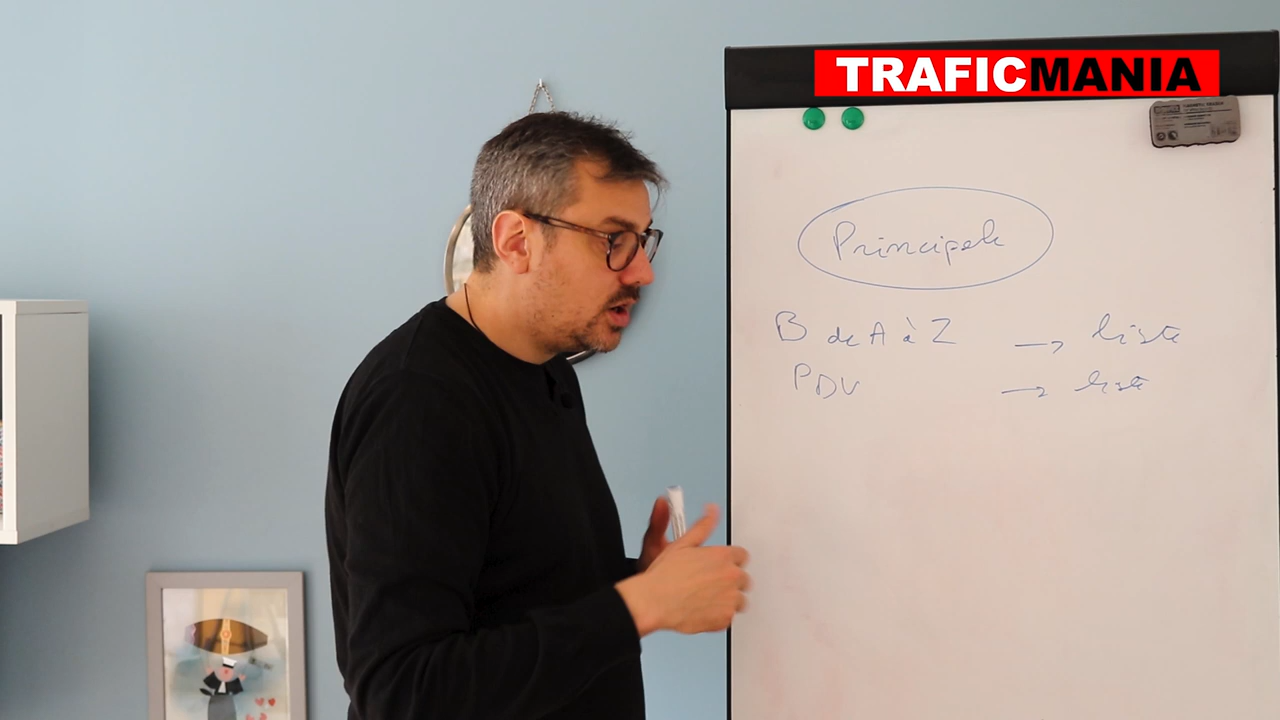 TRAFICMANIA
Principale
B de A à Z → liste
PDV → liste